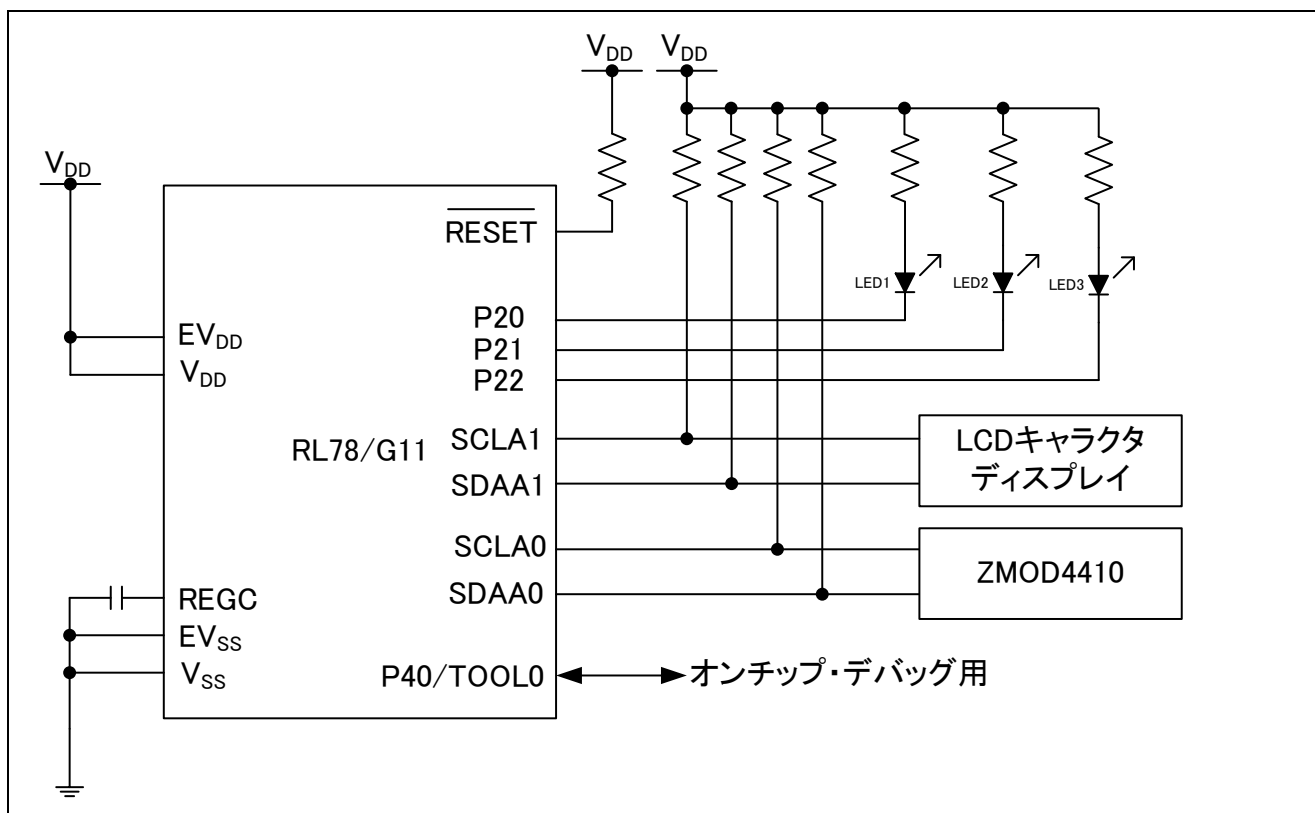 VDD
VDD
VDD
RESET
P20
P21
P22
LED1
LED2
LED3
EVDD
VDD
RL78/G11
SCLA1
SDAA1
LCDキャラクタ
ディスプレイ
SCLA0
SDAA0
ZMOD4410
REGC
EVSS
VSS
P40/TOOL0
オンチップ・デバッグ用